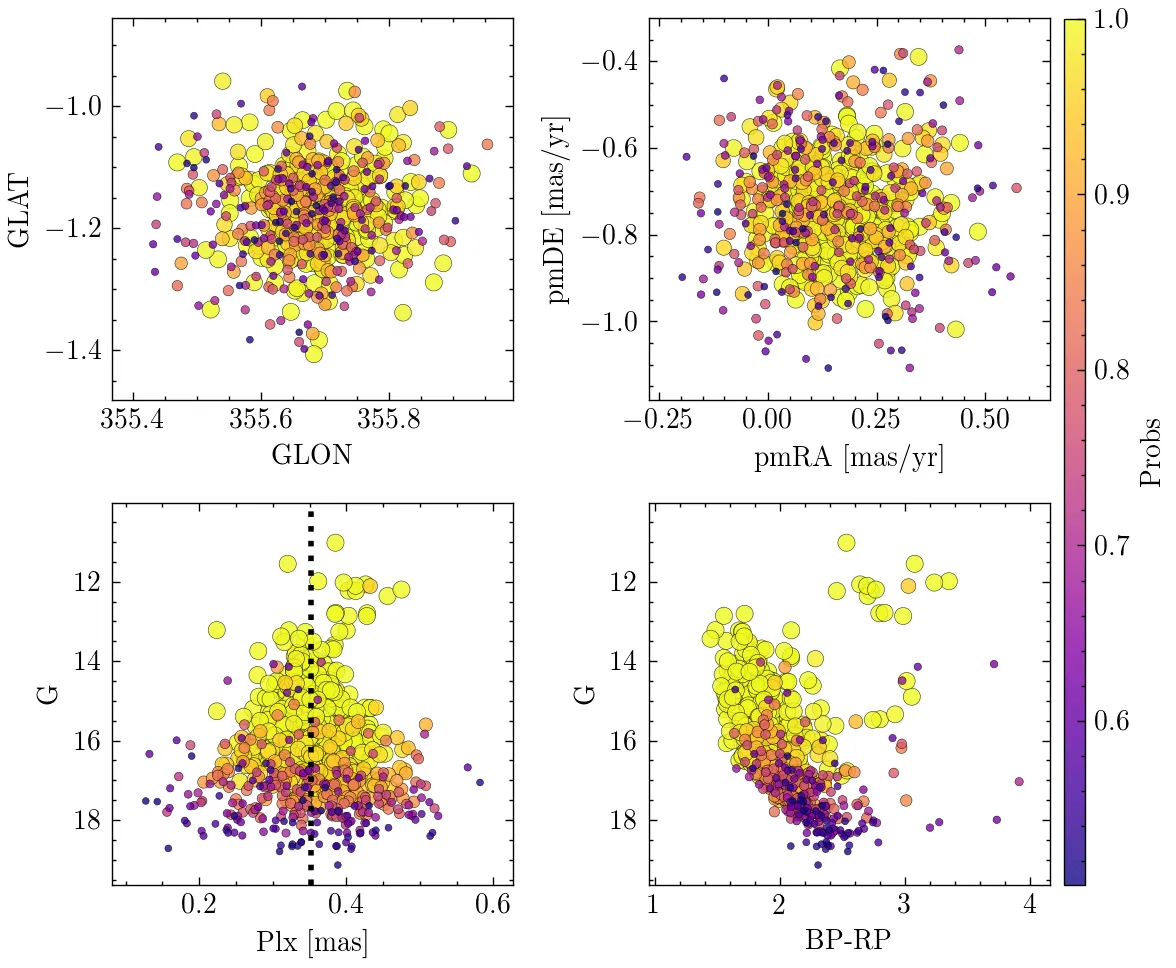 −1.0
−1.2
−1.4
GLAT
355.4 355.6 355.8
GLON
−0.4
−0.6
−0.8
−1.0
pmDE [mas/yr]
−0.25 0.00 0.25 0.50
pmRA [mas/yr]
12
14
16
18
G
0.2 0.4 0.6
Plx [mas]
12
14
16
18
G
1 2 3 4
BP-RP
1.0
0.9
0.8
0.7
0.6
Probs